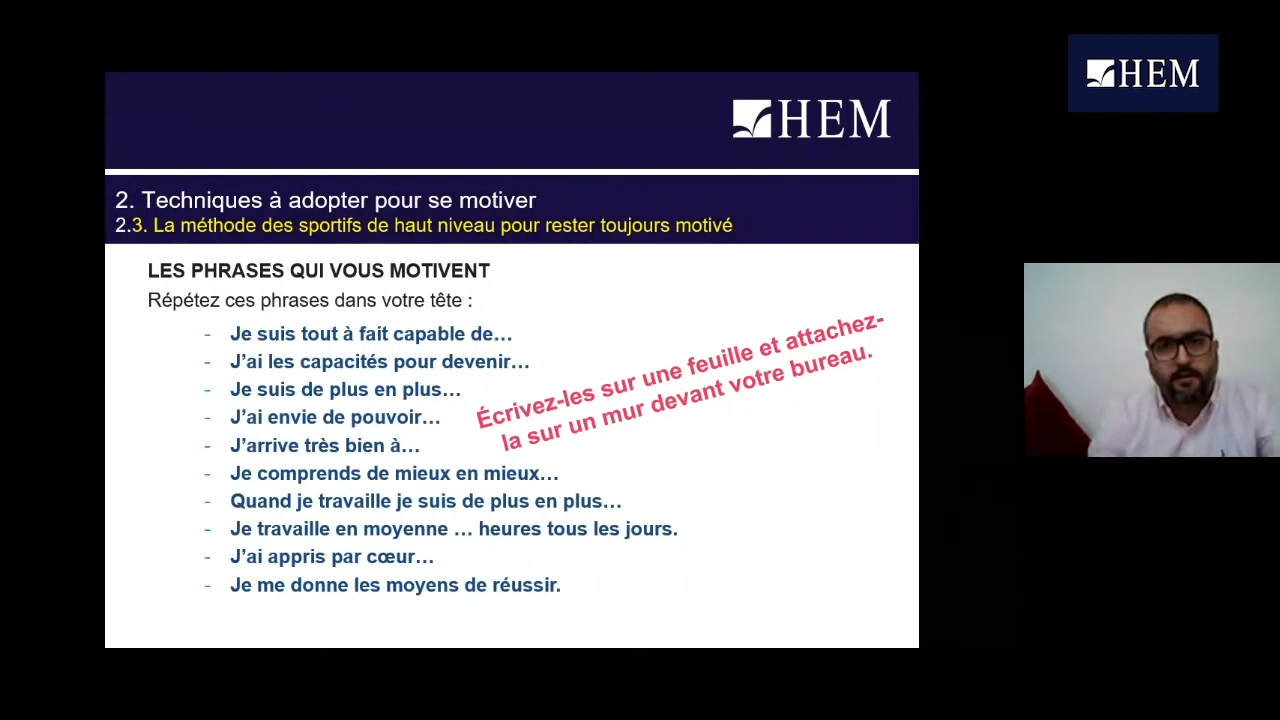 HEM
HEM
2. Techniques à adopter pour se motiver
2.3. La méthode des sportifs de haut niveau pour rester toujours motivé
LES PHRASES QUI VOUS MOTIVENT
Répétez ces phrases dans votre tête :
- Je suis tout à fait capable de…
- J’ai les capacités pour devenir…
- Je suis de plus en plus…
- J’ai envie de pouvoir…
- J’arrive très bien à…
- Je comprends de mieux en mieux…
- Quand je travaille je suis de plus en plus…
- Je travaille en moyenne … heures tous les jours.
- J’ai appris par cœur…
- Je me donne les moyens de réussir.
Écrivez-les sur une feuille et attachez-
la sur un mur devant votre bureau.